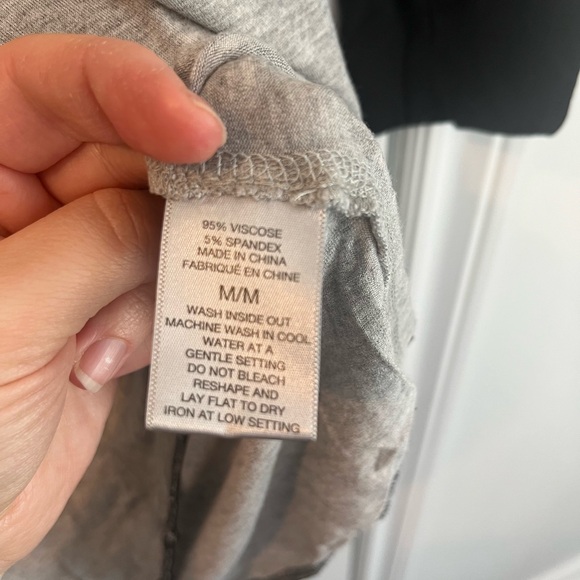 95% VISCOSE
5% SPANDEX
MADE IN CHINA
FABRIQUÉ EN CHINE
M/M
WASH INSIDE OUT
MACHINE WASH IN COOL
WATER AT A
GENTLE SETTING
DO NOT BLEACH
RESHAPE AND
LAY FLAT TO DRY
IRON AT LOW SETTING